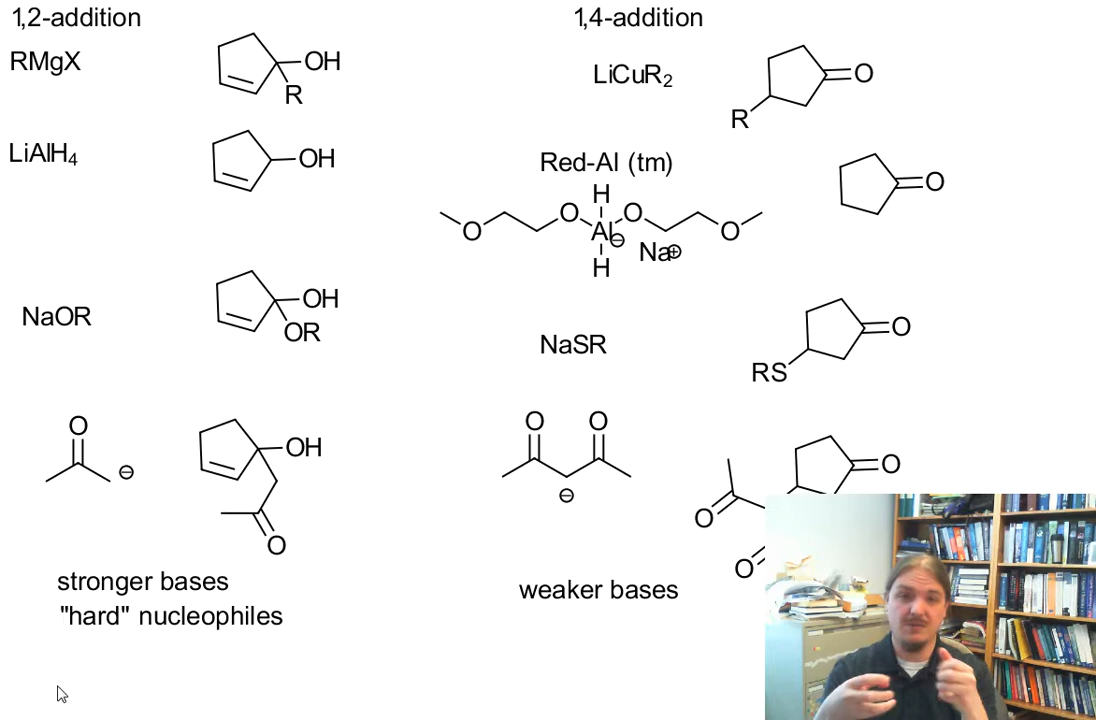 1,2-addition
1,4-addition
RMgX
OH
R
LiCuR₂
O
R
LiAlH₄
OH
Red-Al (tm)
H
O
O
O
Al
⊖
O
Na⊕
H
O
NaOR
OH
OR
NaSR
O
RS
O
⊖
OH
O
O
O
⊖
O
O
O
stronger bases
"hard" nucleophiles
weaker bases